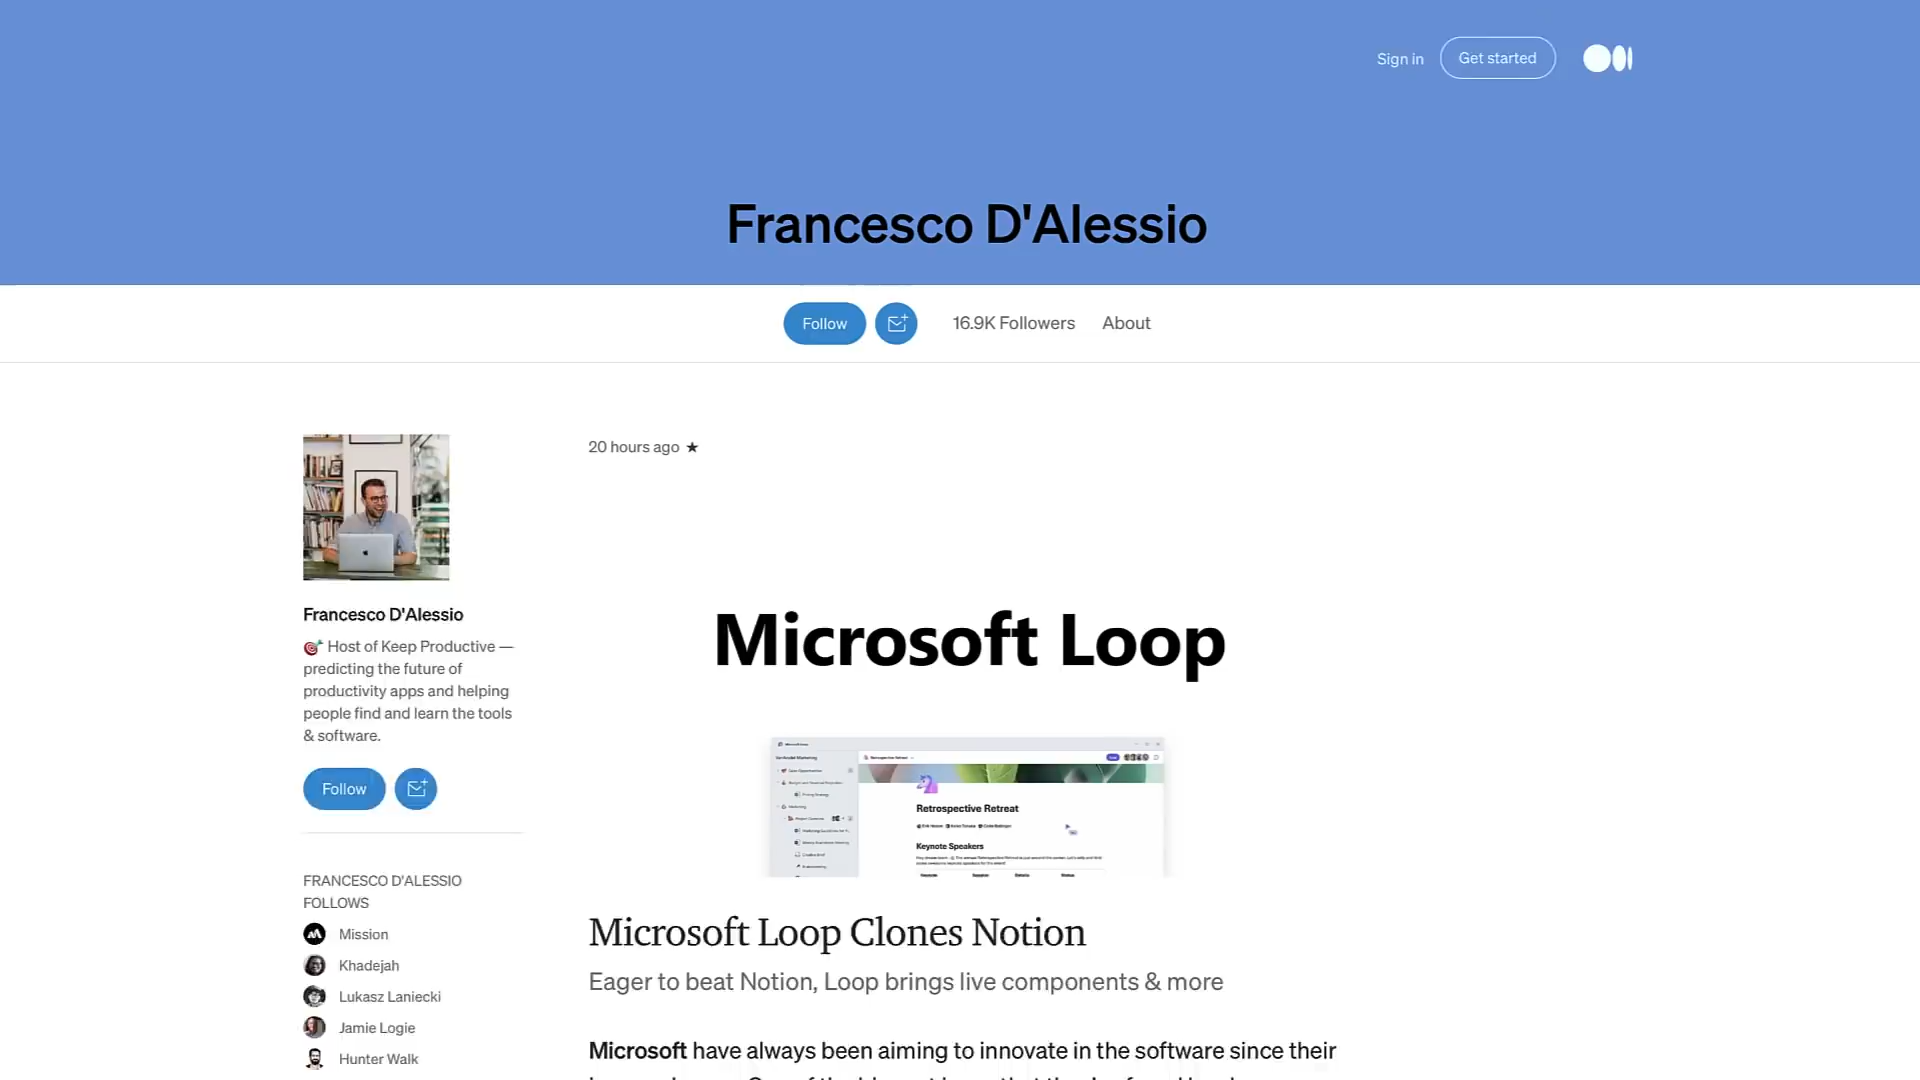 Sign in
Get started
Francesco D'Alessio
Follow
16.9K Followers
About
20 hours ago ★
Francesco D'Alessio
🎯 Host of Keep Productive —
predicting the future of
productivity apps and helping
people find and learn the tools
& software.
Follow
FRANCESCO D'ALESSIO
FOLLOWS
Mission
Khadejah
Lukasz Laniecki
Jamie Logie
Hunter Walk
Microsoft Loop
Retrospective Retreat
Keynote Speakers
Microsoft Loop Clones Notion
Eager to beat Notion, Loop brings live components & more
Microsoft have always been aiming to innovate in the software since their